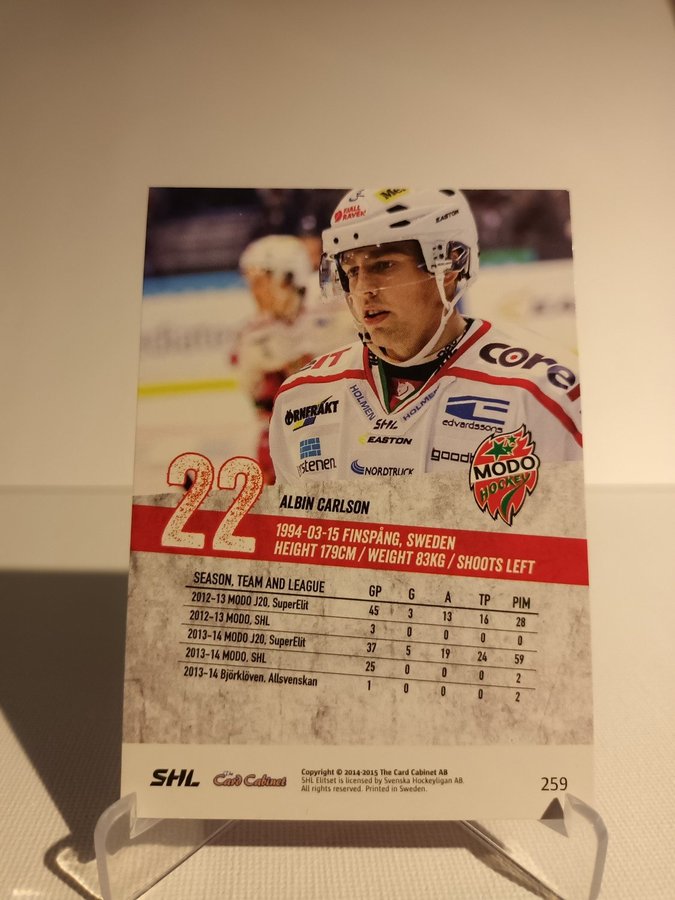 FJÄLL
RÄVEN
EASTON
CORE
ÖRNFRAKT
HOLMEN
HOLMEN
SHL
EASTON
edvardssons
stenen
NORDTRUCK
good
MODO
HOCKEY
22
ALBIN CARLSON
1994-03-15 FINSPÅNG, SWEDEN
HEIGHT 179CM / WEIGHT 83KG / SHOOTS LEFT
SEASON, TEAM AND LEAGUE GP G A TP PIM
2012-13 MODO J20, SuperElit 45 3 13 16 28
2012-13 MODO, SHL 3 0 0 0 0
2013-14 MODO J20, SuperElit 37 5 19 24 59
2013-14 MODO, SHL 25 0 0 0 2
2013-14 Björklöven, Allsvenskan 1 0 0 0 2
SHL
The
Card Cabinet
Copyright © 2014-2015 The Card Cabinet AB
SHL Elitset is licensed by Svenska Hockeyligan AB.
All rights reserved. Printed in Sweden.
259